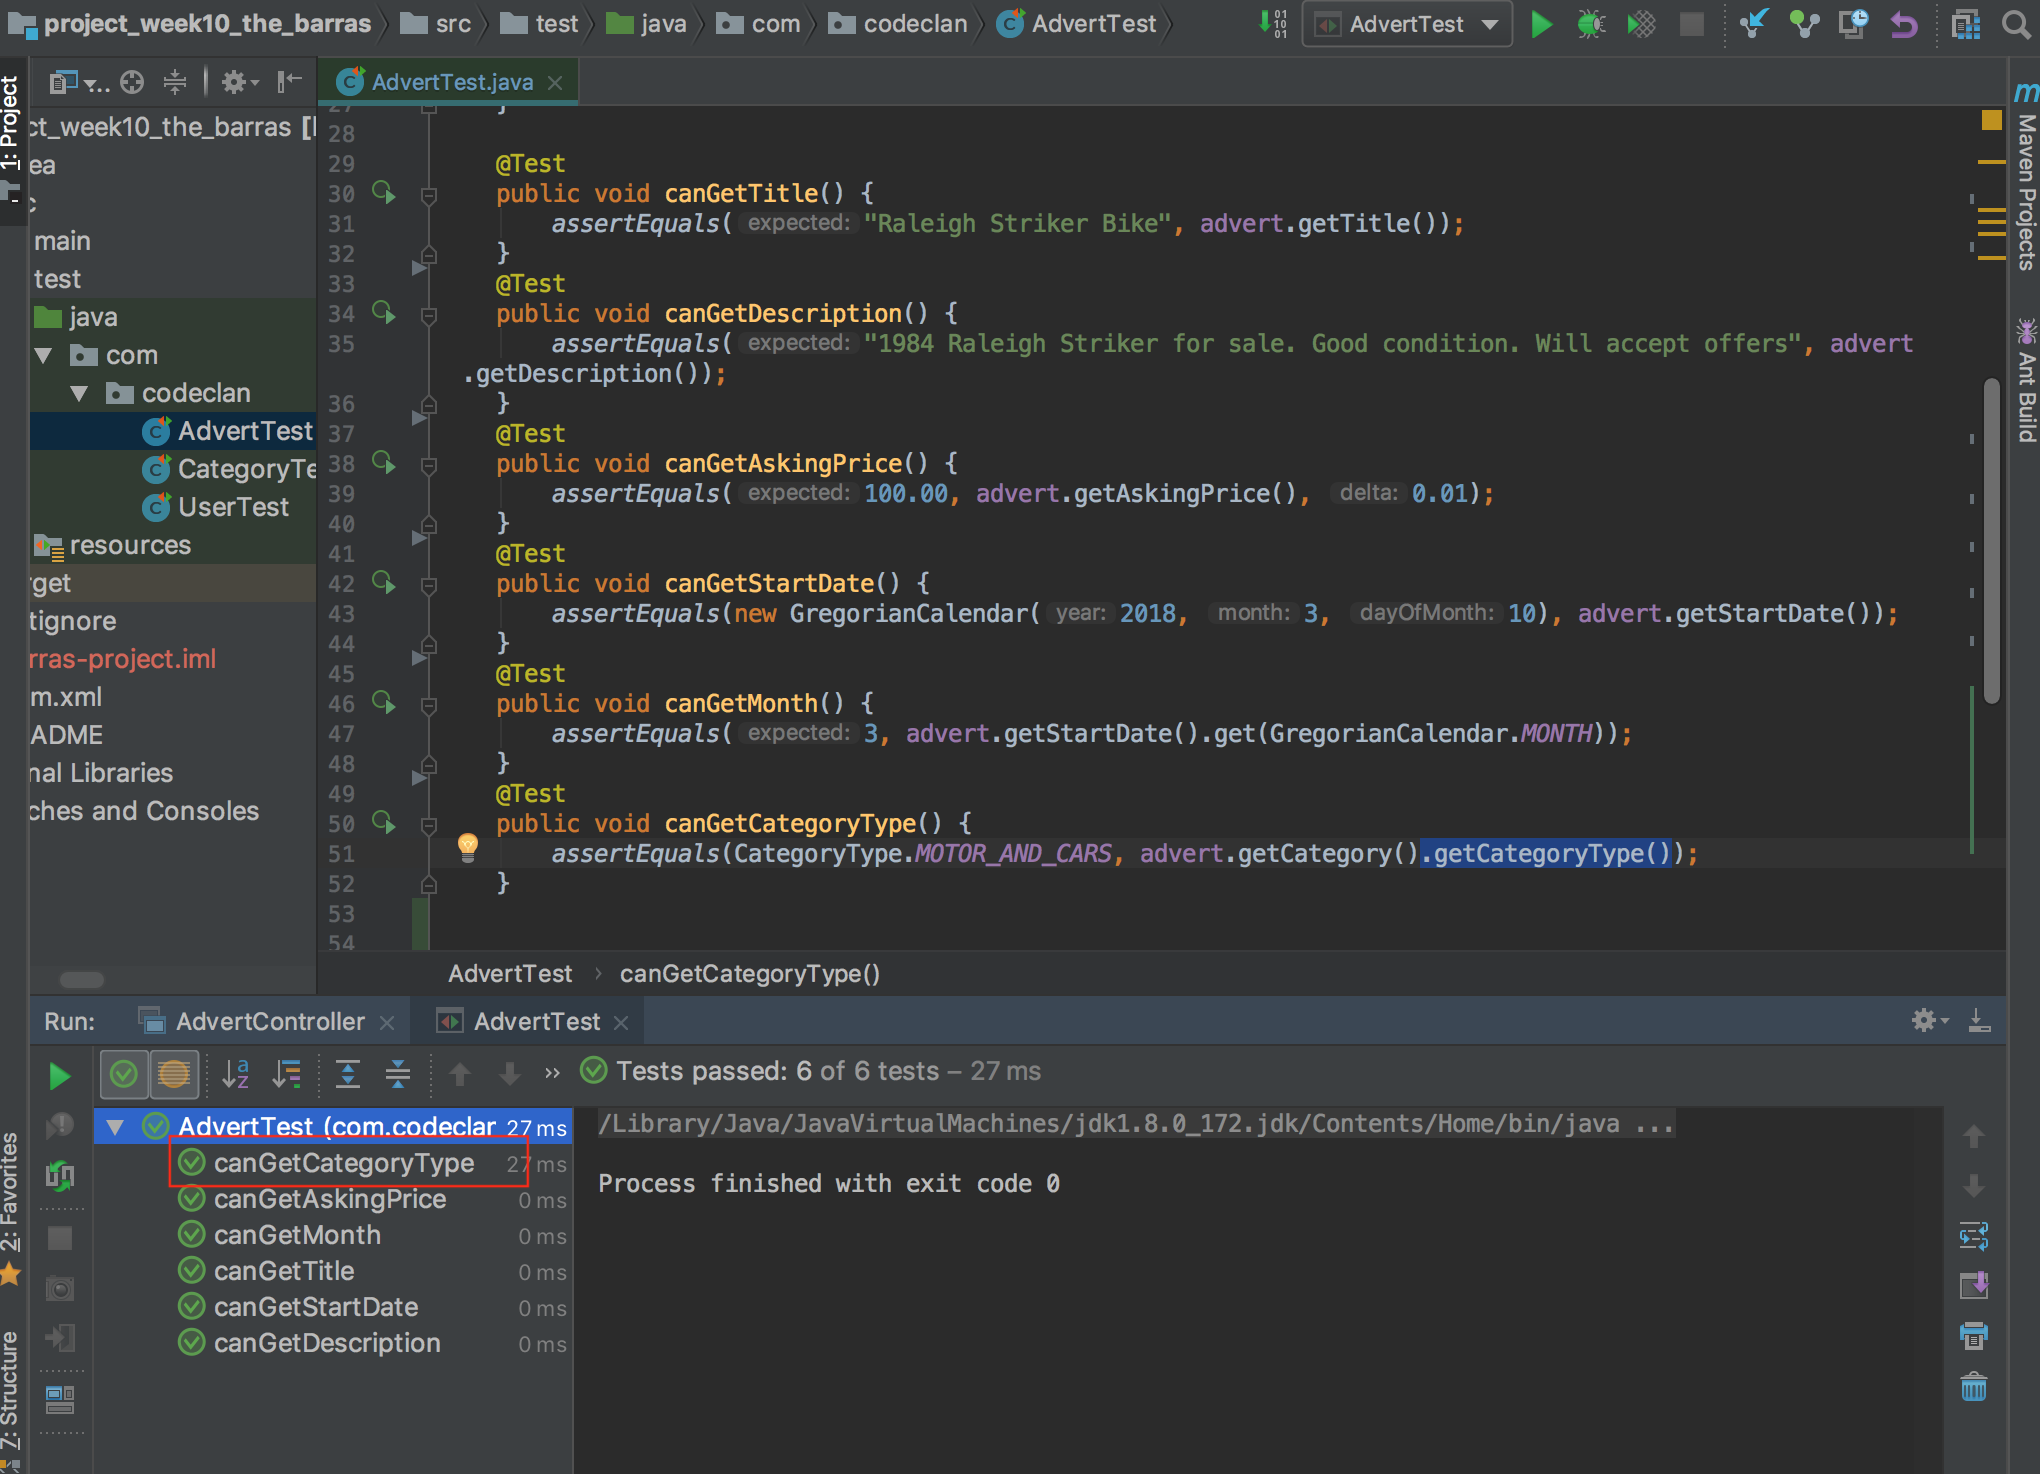 project_week10_the_barras src test java com codeclan AdvertTest AdvertTest
1: Project
AdvertTest.java
ct_week10_the_barras [
ea
c
main
test
java
com
codeclan
AdvertTest
CategoryTe
UserTest
resources
rget
tignore
rras-project.iml
m.xml
ADME
nal Libraries
ches and Consoles
27 }
28
29 @Test
30 public void canGetTitle() {
31 assertEquals( expected: "Raleigh Striker Bike", advert.getTitle());
32 }
33 @Test
34 public void canGetDescription() {
35 assertEquals( expected: "1984 Raleigh Striker for sale. Good condition. Will accept offers", advert
.getDescription());
36 }
37 @Test
38 public void canGetAskingPrice() {
39 assertEquals( expected: 100.00, advert.getAskingPrice(), delta: 0.01);
40 }
41 @Test
42 public void canGetStartDate() {
43 assertEquals(new GregorianCalendar( year: 2018, month: 3, dayOfMonth: 10), advert.getStartDate());
44 }
45 @Test
46 public void canGetMonth() {
47 assertEquals( expected: 3, advert.getStartDate().get(GregorianCalendar.MONTH));
48 }
49 @Test
50 public void canGetCategoryType() {
51 assertEquals(CategoryType.MOTOR_AND_CARS, advert.getCategory().getCategoryType());
52 }
53
54
AdvertTest › canGetCategoryType()
Maven Projects
Ant Build
Run: AdvertController AdvertTest
Tests passed: 6 of 6 tests – 27 ms
AdvertTest (com.codeclan 27 ms
canGetCategoryType 27 ms
canGetAskingPrice 0 ms
canGetMonth 0 ms
canGetTitle 0 ms
canGetStartDate 0 ms
canGetDescription 0 ms
/Library/Java/JavaVirtualMachines/jdk1.8.0_172.jdk/Contents/Home/bin/java ...
Process finished with exit code 0
2: Favorites
7: Structure